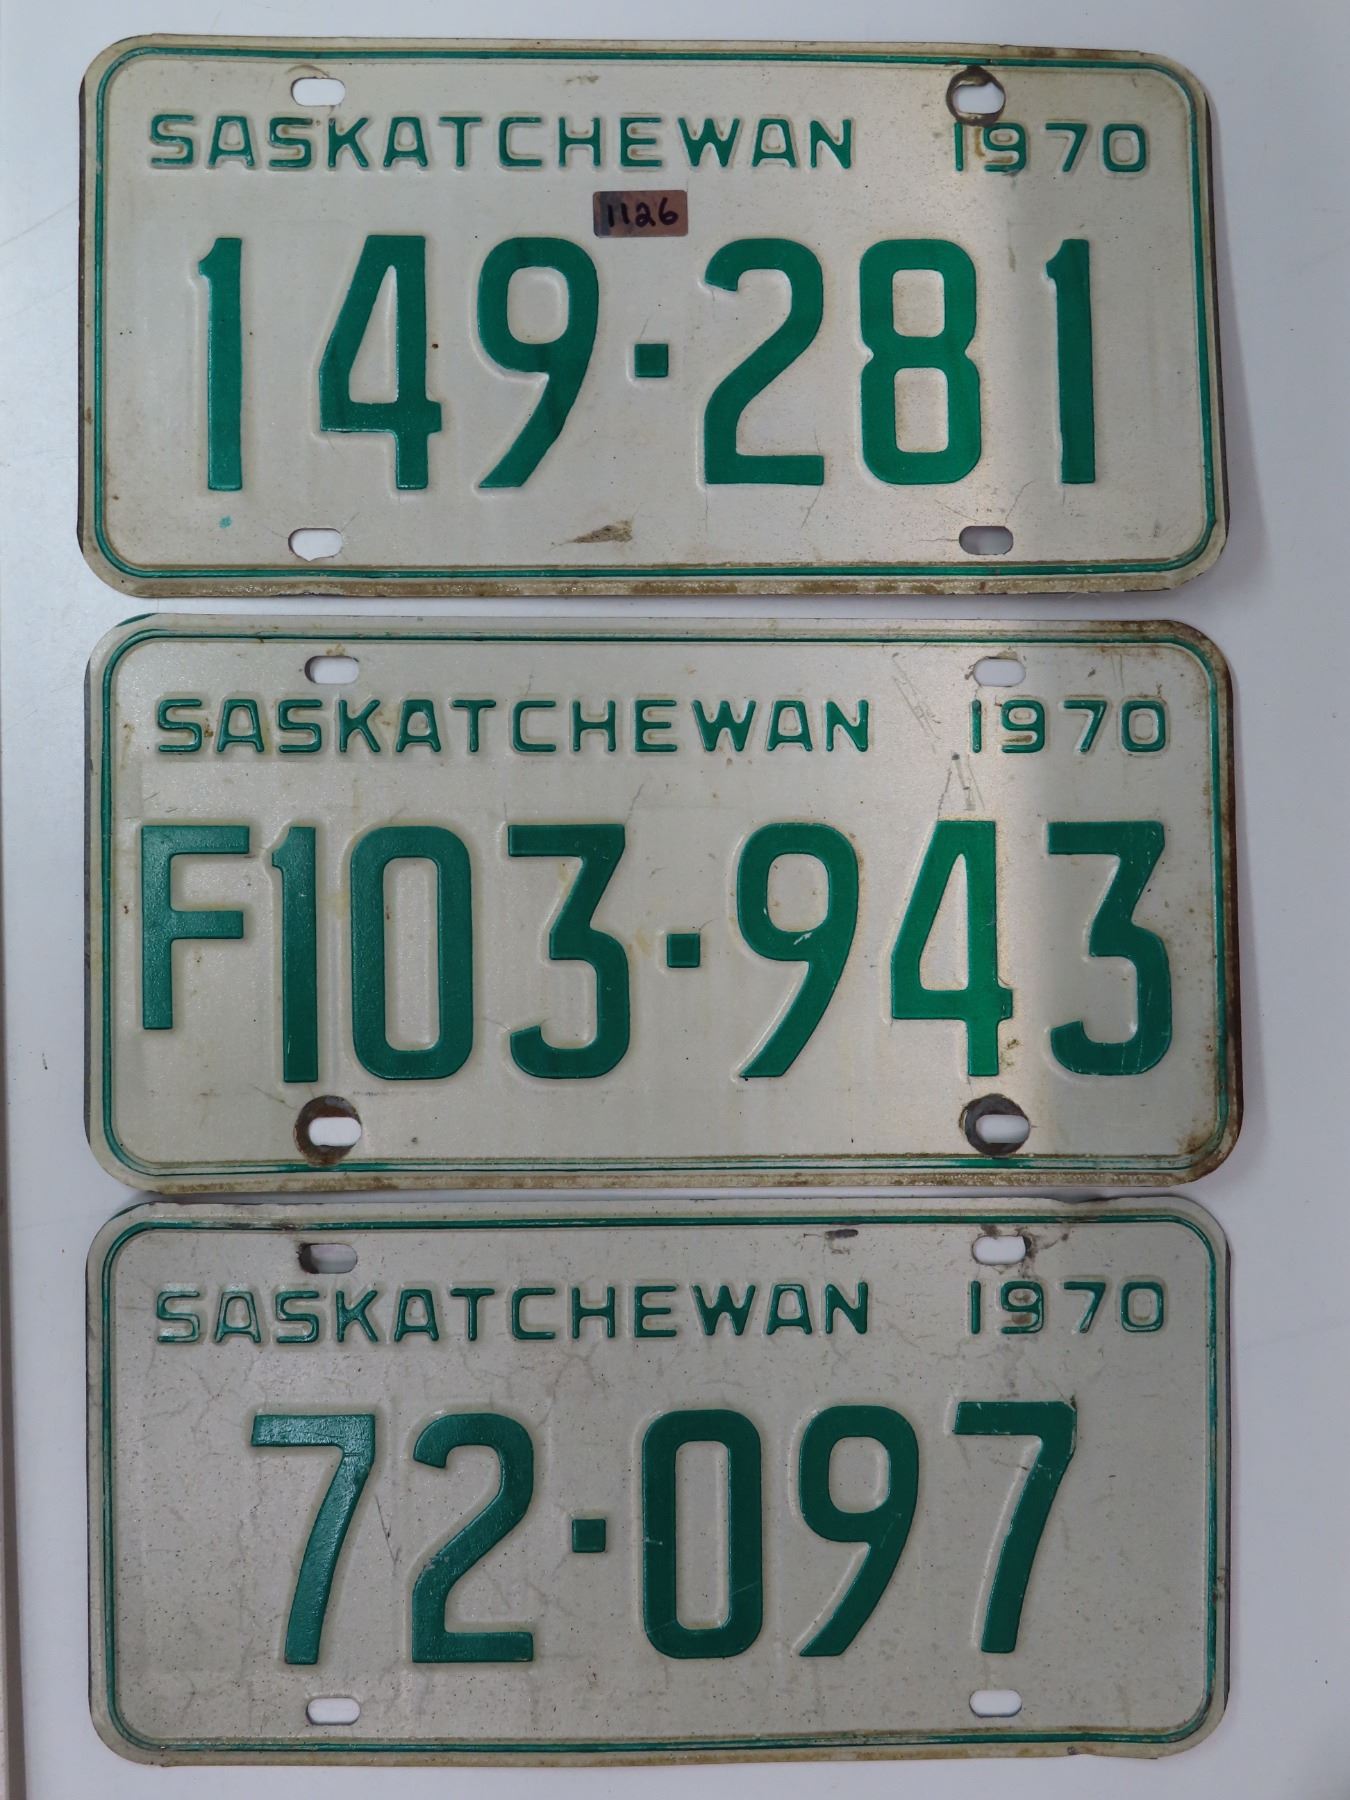 SASKATCHEWAN 1970
1126
149·281
SASKATCHEWAN 1970
F103·943
SASKATCHEWAN 1970
72·097